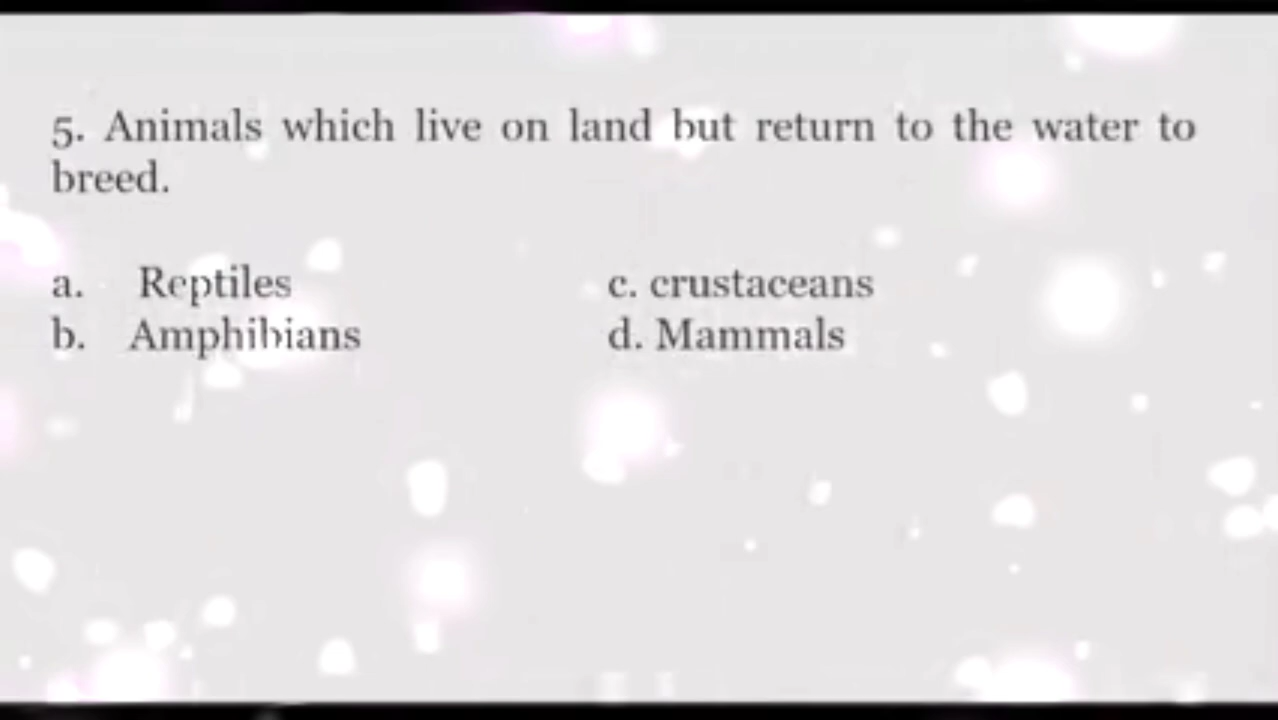 5. Animals which live on land but return to the water to
breed.
a. Reptiles c. crustaceans
b. Amphibians d. Mammals